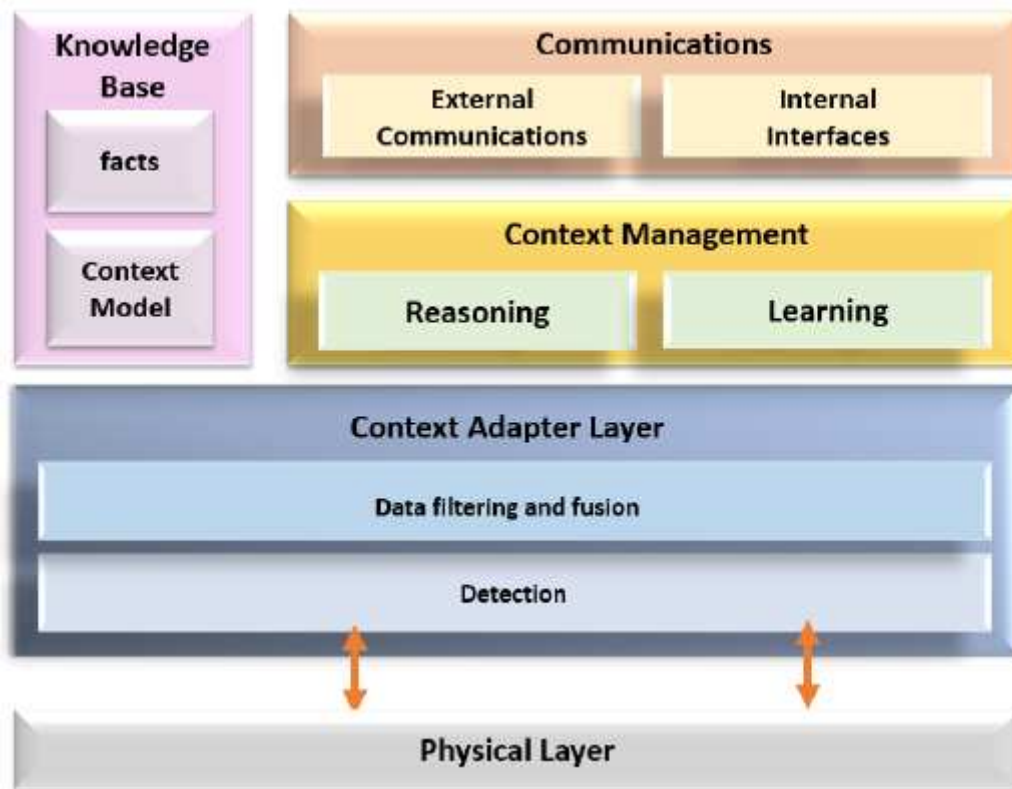 Knowledge
Base
facts
Context
Model
Communications
External
Communications
Internal
Interfaces
Context Management
Reasoning
Learning
Context Adapter Layer
Data filtering and fusion
Detection
Physical Layer